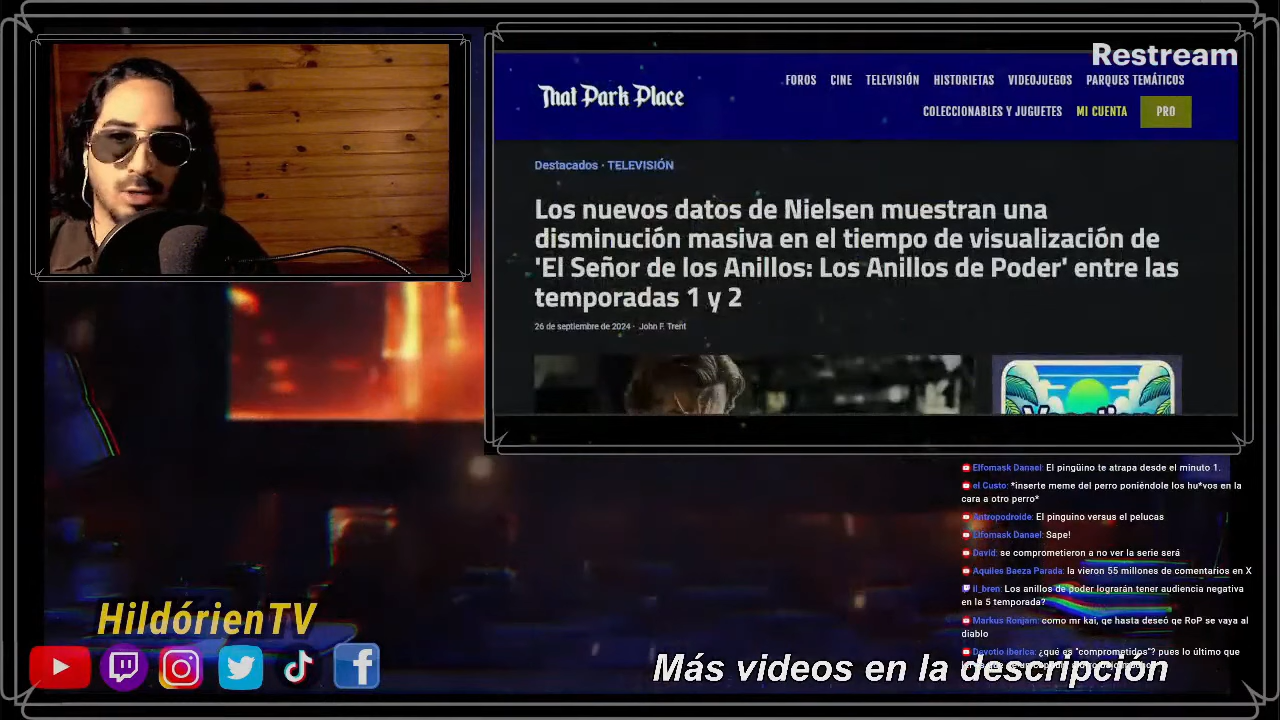 Restream
That Park Place
FOROS CINE TELEVISIÓN HISTORIETAS VIDEOJUEGOS PARQUES TEMÁTICOS
COLECCIONABLES Y JUGUETES MI CUENTA PRO
Destacados · TELEVISIÓN
Los nuevos datos de Nielsen muestran una
disminución masiva en el tiempo de visualización de
'El Señor de los Anillos: Los Anillos de Poder' entre las
temporadas 1 y 2
26 de septiembre de 2024 · John F. Trent
Elfomask Danael: El pingüino te atrapa desde el minuto 1.
el Custo: *inserte meme del perro poniéndole los hu*vos en la
cara a otro perro*
Antropodroide: El pinguino versus el pelucas
Elfomask Danael: Sape!
David: se comprometieron a no ver la serie será
Aquiles Baeza Parada: la vieron 55 millones de comentarios en X
il_bren: Los anillos de poder lograrán tener audiencia negativa
en la 5 temporada?
Markus Ronjam: como mr kai, qe hasta deseó qe RoP se vaya al
diablo
Devotio Iberica: ¿qué es "comprometidos"? pues lo último que
HildórienTV
Más videos en la descripción